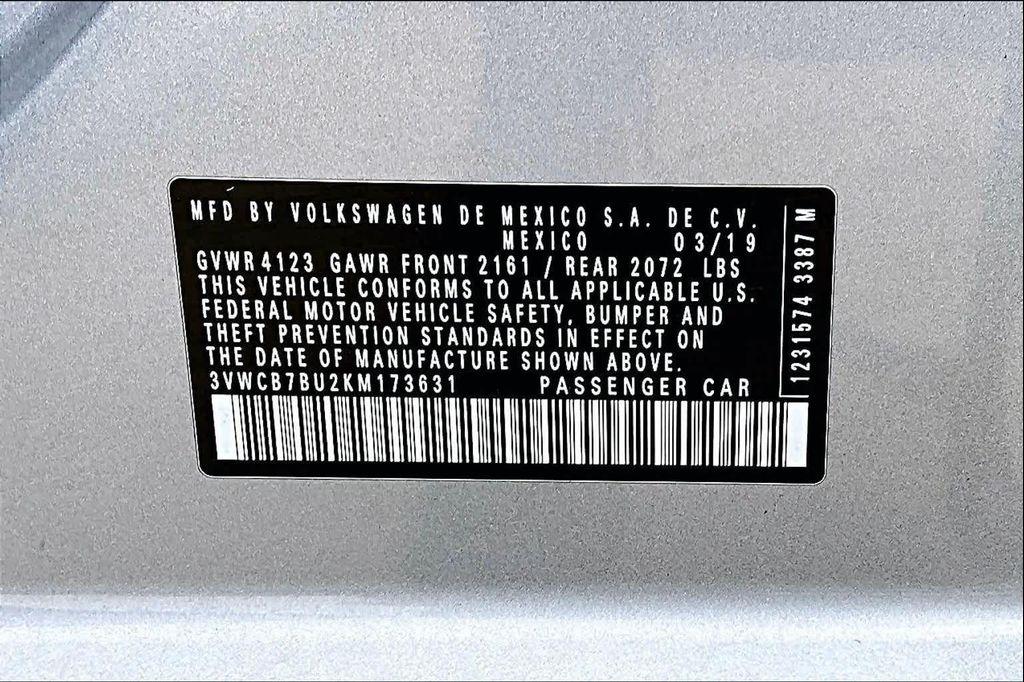 MFD BY VOLKSWAGEN DE MEXICO S.A. DE C.V.
MEXICO 03/19
GVWR 4123 GAWR FRONT 2161 / REAR 2072 LBS
THIS VEHICLE CONFORMS TO ALL APPLICABLE U.S.
FEDERAL MOTOR VEHICLE SAFETY, BUMPER AND
THEFT PREVENTION STANDARDS IN EFFECT ON
THE DATE OF MANUFACTURE SHOWN ABOVE.
3VWCB7BU2KM173631 PASSENGER CAR
1231574 3387 M